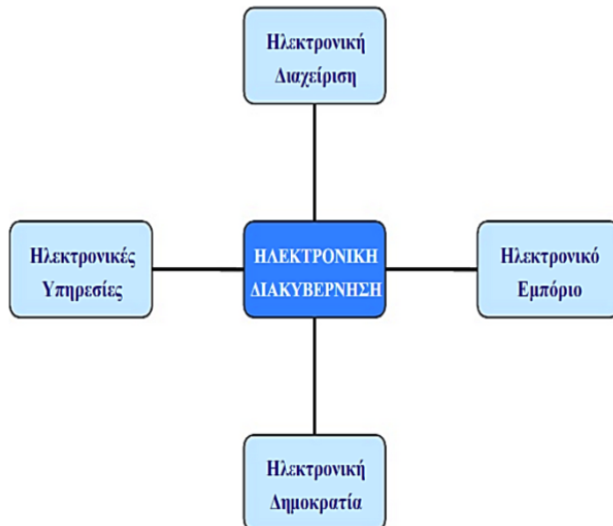 Ηλεκτρονική
Διαχείριση
Ηλεκτρονικές
Υπηρεσίες
ΗΛΕΚΤΡΟΝΙΚΗ
ΔΙΑΚΥΒΕΡΝΗΣΗ
Ηλεκτρονικό
Εμπόριο
Ηλεκτρονική
Δημοκρατία